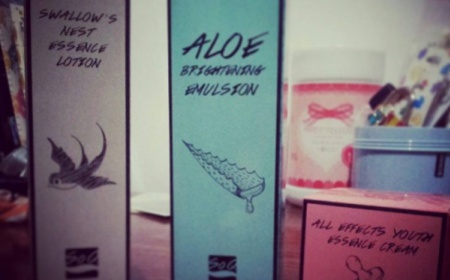 SWALLOW'S
NEST
ESSENCE
LOTION
ALOE
BRIGHTENING
EMULSION
ALL EFFECTS YOUTH
ESSENCE CREAM